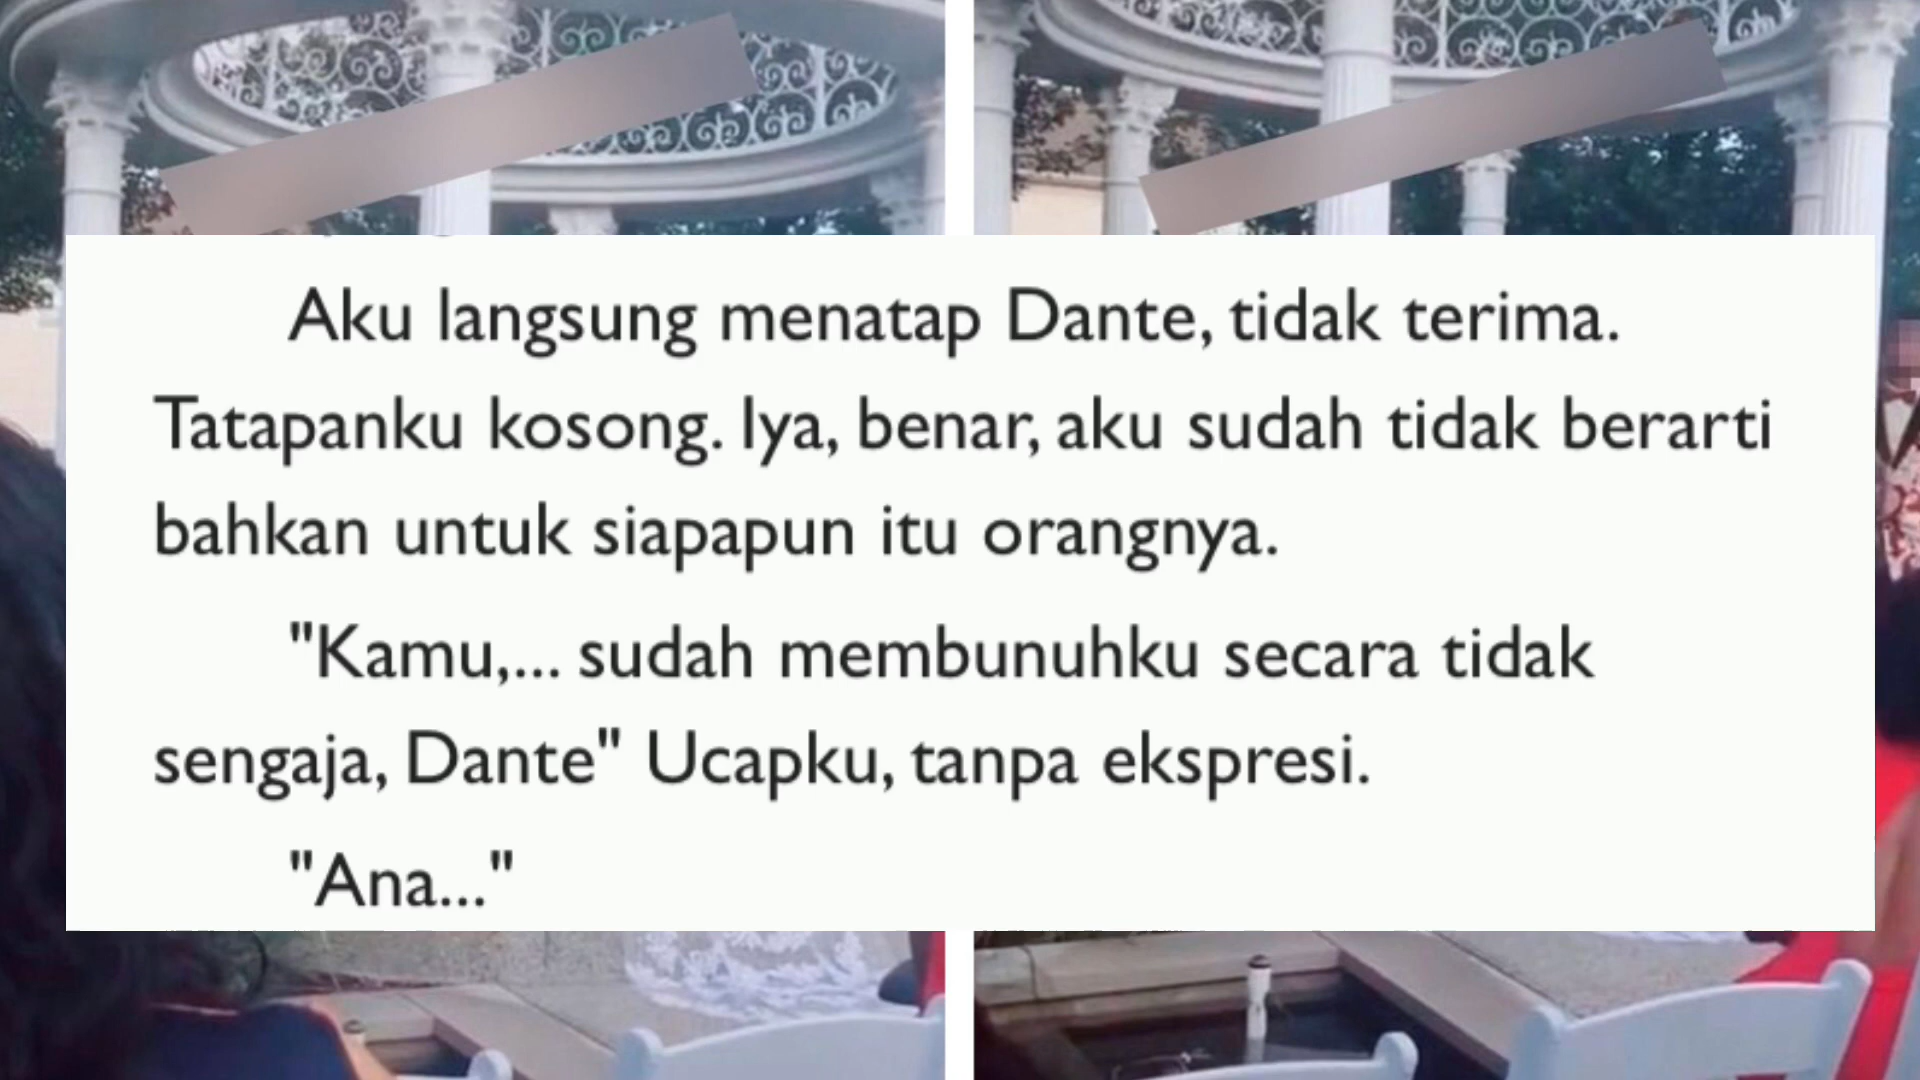 Aku langsung menatap Dante, tidak terima.
Tatapanku kosong. Iya, benar, aku sudah tidak berarti
bahkan untuk siapapun itu orangnya.
"Kamu,... sudah membunuhku secara tidak
sengaja, Dante" Ucapku, tanpa ekspresi.
"Ana..."